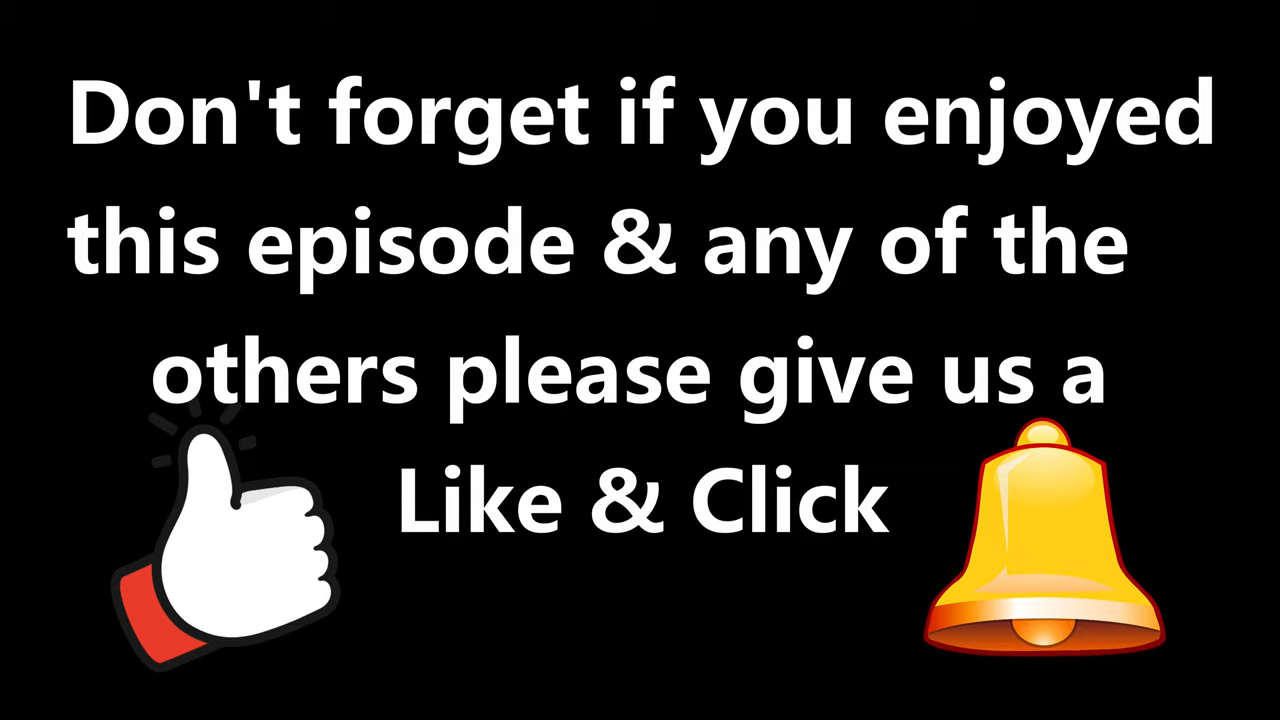 Don't forget if you enjoyed
this episode & any of the
others please give us a
Like & Click